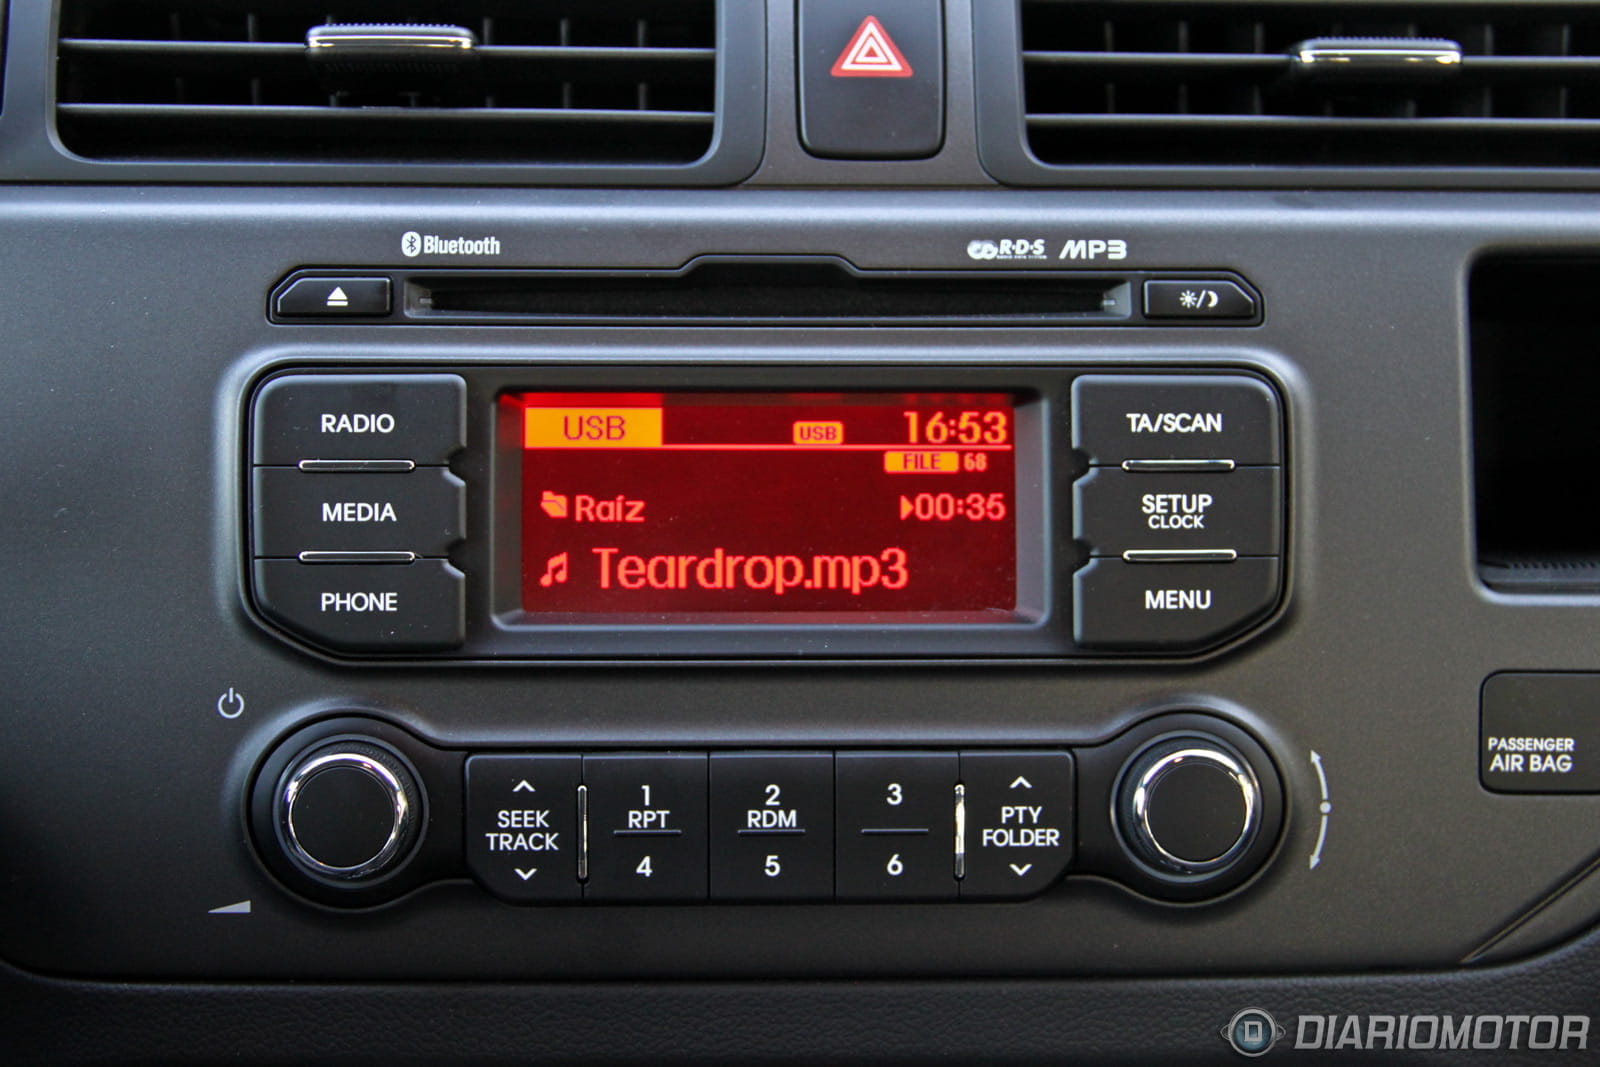 Bluetooth
R·D·S MP3
RADIO
MEDIA
PHONE
USB USB 16:53
FILE 68
Raíz 00:35
Teardrop.mp3
TA/SCAN
SETUP
CLOCK
MENU
SEEK
TRACK
1
RPT
4
2
RDM
5
3
6
PTY
FOLDER
PASSENGER
AIR BAG
D DIARIOMOTOR